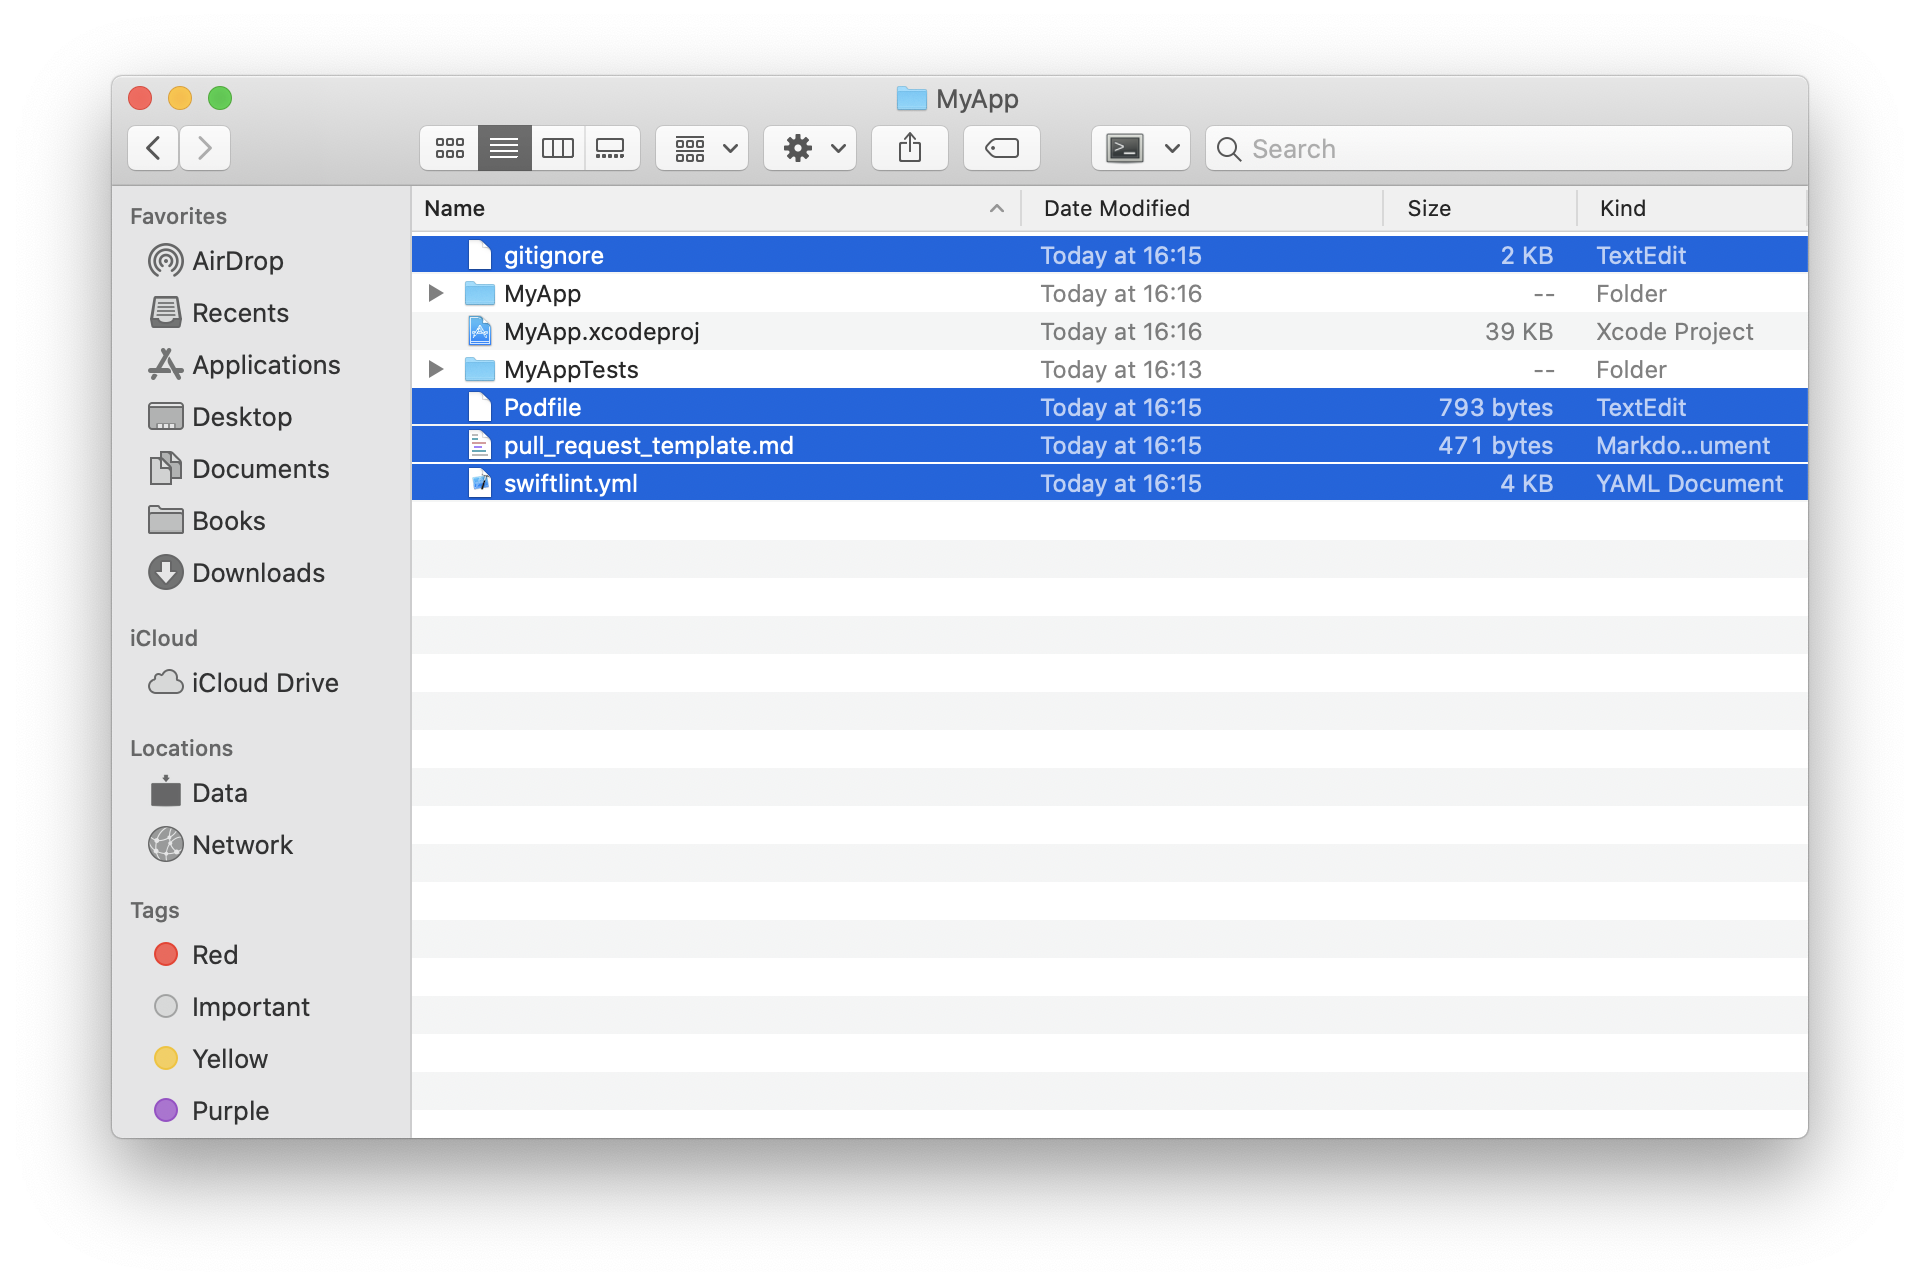 MyApp
Search
Favorites
AirDrop
Recents
Applications
Desktop
Documents
Books
Downloads
iCloud
iCloud Drive
Locations
Data
Network
Tags
Red
Important
Yellow
Purple
Name Date Modified Size Kind
gitignore Today at 16:15 2 KB TextEdit
MyApp Today at 16:16 -- Folder
MyApp.xcodeproj Today at 16:16 39 KB Xcode Project
MyAppTests Today at 16:13 -- Folder
Podfile Today at 16:15 793 bytes TextEdit
pull_request_template.md Today at 16:15 471 bytes Markdo...ument
swiftlint.yml Today at 16:15 4 KB YAML Document